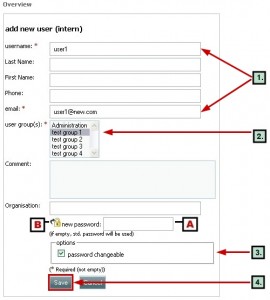 Overview
add new user (intern)
username: * user1
1.
Last Name:
First Name:
Phone:
email: * user1@new.com
user group(s): * Administration
test group 1
2.
test group 2
test group 3
test group 4
Comment:
Organisation:
B new password: A
(if empty, std. password will be used)
options
password changeable
3.
(* Required (not empty))
Save Cancel
4.